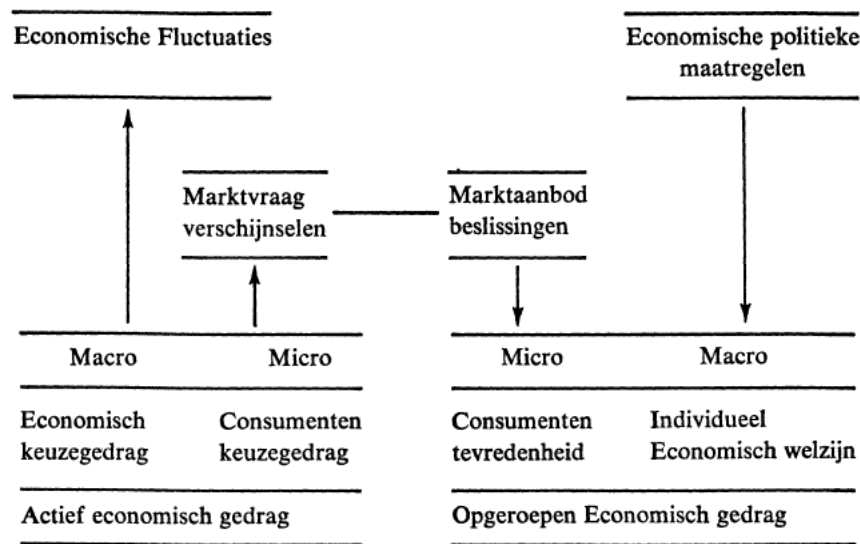 Economische Fluctuaties
Economische politieke
maatregelen
Marktvraag
verschijnselen
Marktaanbod
beslissingen
Macro
Micro
Micro
Macro
Economisch
keuzegedrag
Consumenten
keuzegedrag
Consumenten
tevredenheid
Individueel
Economisch welzijn
Actief economisch gedrag
Opgeroepen Economisch gedrag